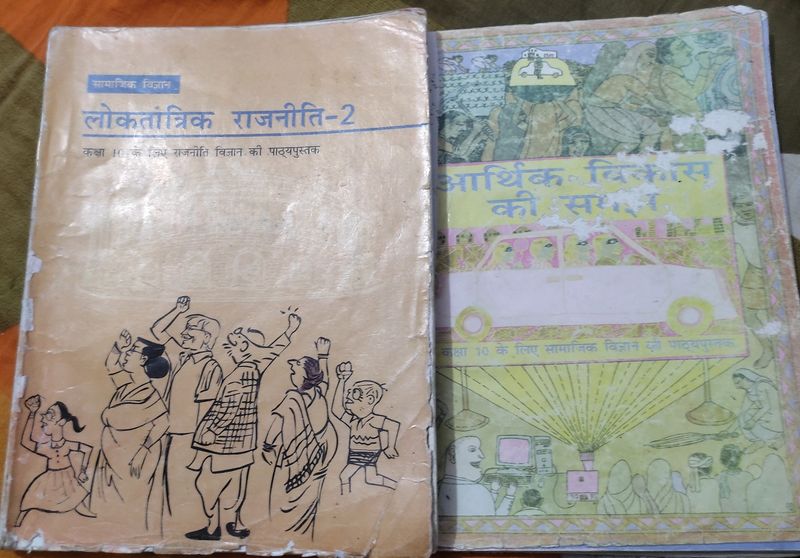 सामाजिक विज्ञान
लोकतांत्रिक राजनीति-2
कक्षा 10 के लिए राजनीति विज्ञान की पाठ्यपुस्तक
आर्थिक विकास
की समझ
कक्षा 10 के लिए सामाजिक विज्ञान की पाठ्यपुस्तक